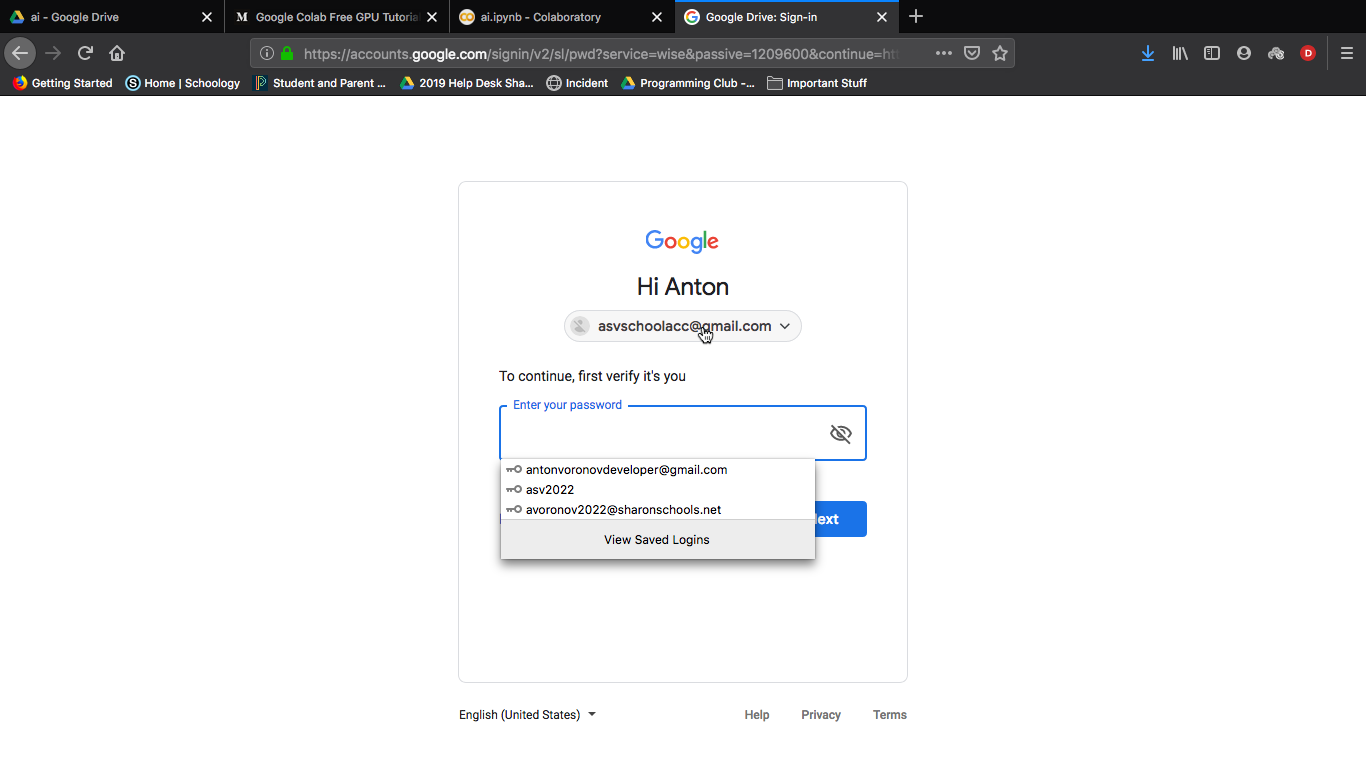 ai - Google Drive
M Google Colab Free GPU Tutoria
ai.ipynb - Colaboratory
Google Drive: Sign-in
https://accounts.google.com/signin/v2/sl/pwd?service=wise&passive=1209600&continue=ht
D
Getting Started
S Home | Schoology
P Student and Parent ...
2019 Help Desk Sha...
Incident
Programming Club -...
Important Stuff
Google
Hi Anton
asvschoolacc@gmail.com
To continue, first verify it's you
Enter your password
antonvoronovdeveloper@gmail.com
asv2022
avoronov2022@sharonschools.net
ext
View Saved Logins
English (United States)
Help
Privacy
Terms